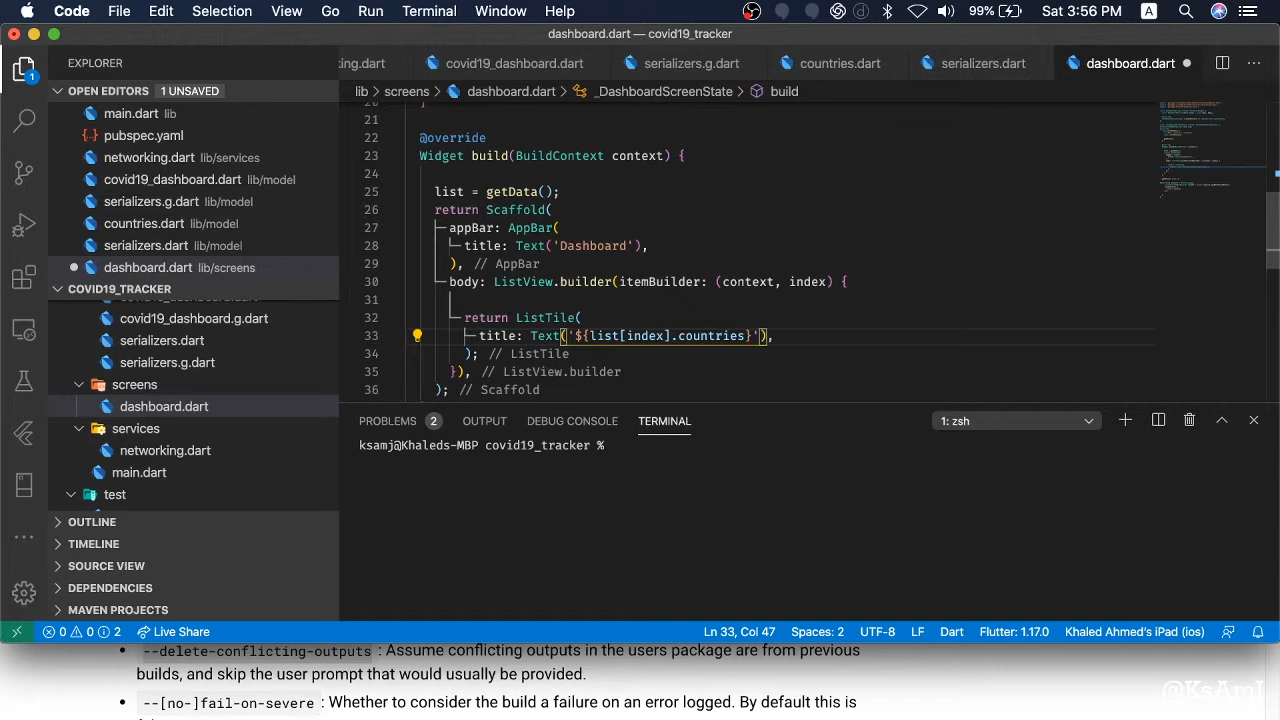 Code File Edit Selection View Go Run Terminal Window Help 99% Sat 3:56 PM A
dashboard.dart — covid19_tracker
EXPLORER
king.dart covid19_dashboard.dart serializers.g.dart countries.dart serializers.dart dashboard.dart
1
OPEN EDITORS 1 UNSAVED
lib screens dashboard.dart _DashboardScreenState build
main.dart lib
pubspec.yaml
networking.dart lib/services
covid19_dashboard.dart lib/model
serializers.g.dart lib/model
countries.dart lib/model
serializers.dart lib/model
dashboard.dart lib/screens
COVID19_TRACKER
covid19_dashboard.g.dart
serializers.dart
serializers.g.dart
screens
dashboard.dart
services
networking.dart
main.dart
test
OUTLINE
TIMELINE
SOURCE VIEW
DEPENDENCIES
MAVEN PROJECTS
20 }
21
22 @override
23 Widget build(BuildContext context) {
24
25 list = getData();
26 return Scaffold(
27 appBar: AppBar(
28 title: Text('Dashboard'),
29 ), // AppBar
30 body: ListView.builder(itemBuilder: (context, index) {
31
32 return ListTile(
33 title: Text('${list[index].countries}'),
34 ); // ListTile
35 }), // ListView.builder
36 ); // Scaffold
PROBLEMS 2 OUTPUT DEBUG CONSOLE TERMINAL 1: zsh
ksamj@Khaleds-MBP covid19_tracker %
0 0 2 Live Share Ln 33, Col 47 Spaces: 2 UTF-8 LF Dart Flutter: 1.17.0 Khaled Ahmed's iPad (ios)
• --delete-conflicting-outputs : Assume conflicting outputs in the users package are from previous
builds, and skip the user prompt that would usually be provided.
• --[no-]fail-on-severe : Whether to consider the build a failure on an error logged. By default this is
@KsAmJ